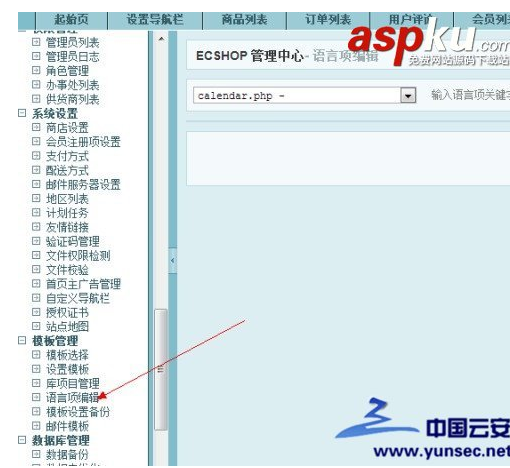 起始页 设置导航栏 商品列表 订单列表 用户评论 会员列
管理员列表
管理员日志
角色管理
办事处列表
供货商列表
系统设置
商店设置
会员注册项设置
支付方式
配送方式
邮件服务器设置
地区列表
计划任务
友情链接
验证码管理
文件权限检测
文件校验
首页主广告管理
自定义导航栏
授权证书
站点地图
模板管理
模板选择
设置模板
库项目管理
语言项编辑
模板设置备份
邮件模板
数据库管理
数据备份
ECSHOP 管理中心 - 语言项编辑
calendar.php -
输入语言项关键字
aspku.com
免费网站源码下载站
中国云安
www.yunsec.net